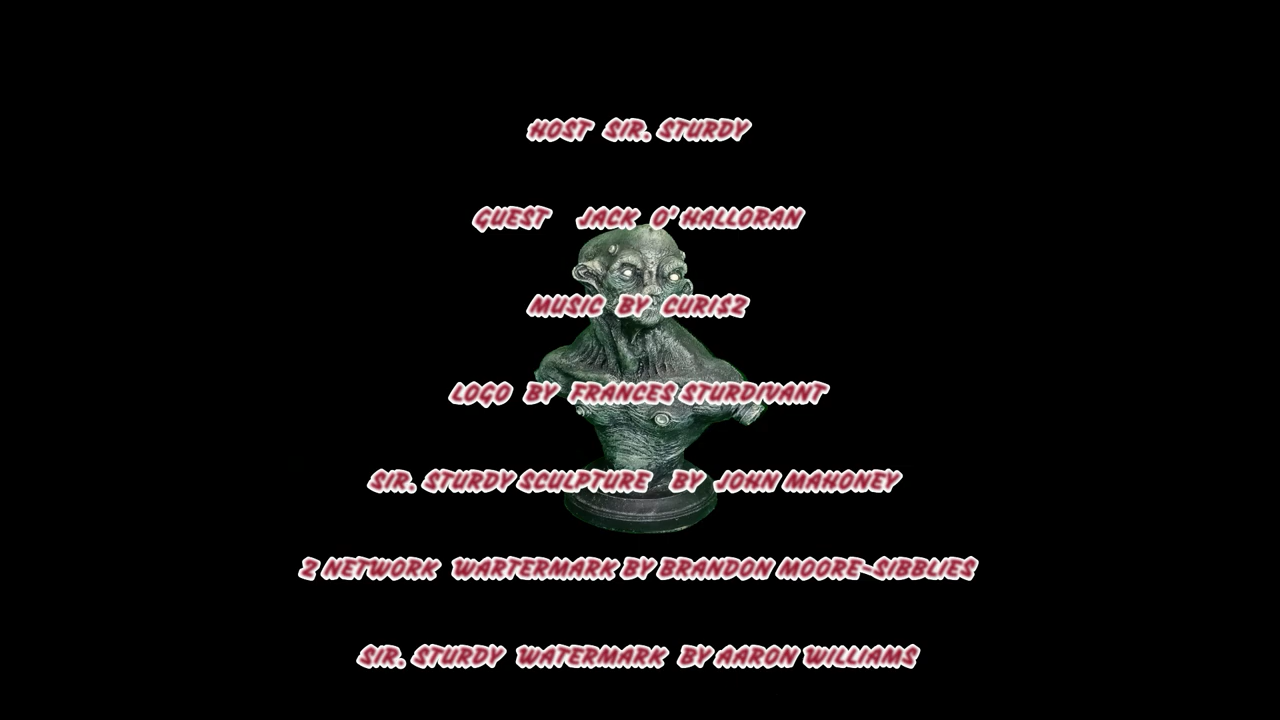 HOST SIR. STURDY
GUEST JACK O' HALLORAN
MUSIC BY CURI$Z
LOGO BY FRANCES STURDIVANT
SIR. STURDY SCULPTURE BY JOHN MAHONEY
Z NETWORK WARTERMARK BY BRANDON MOORE-SIBBLIES
SIR. STURDY WATERMARK BY AARON WILLIAMS